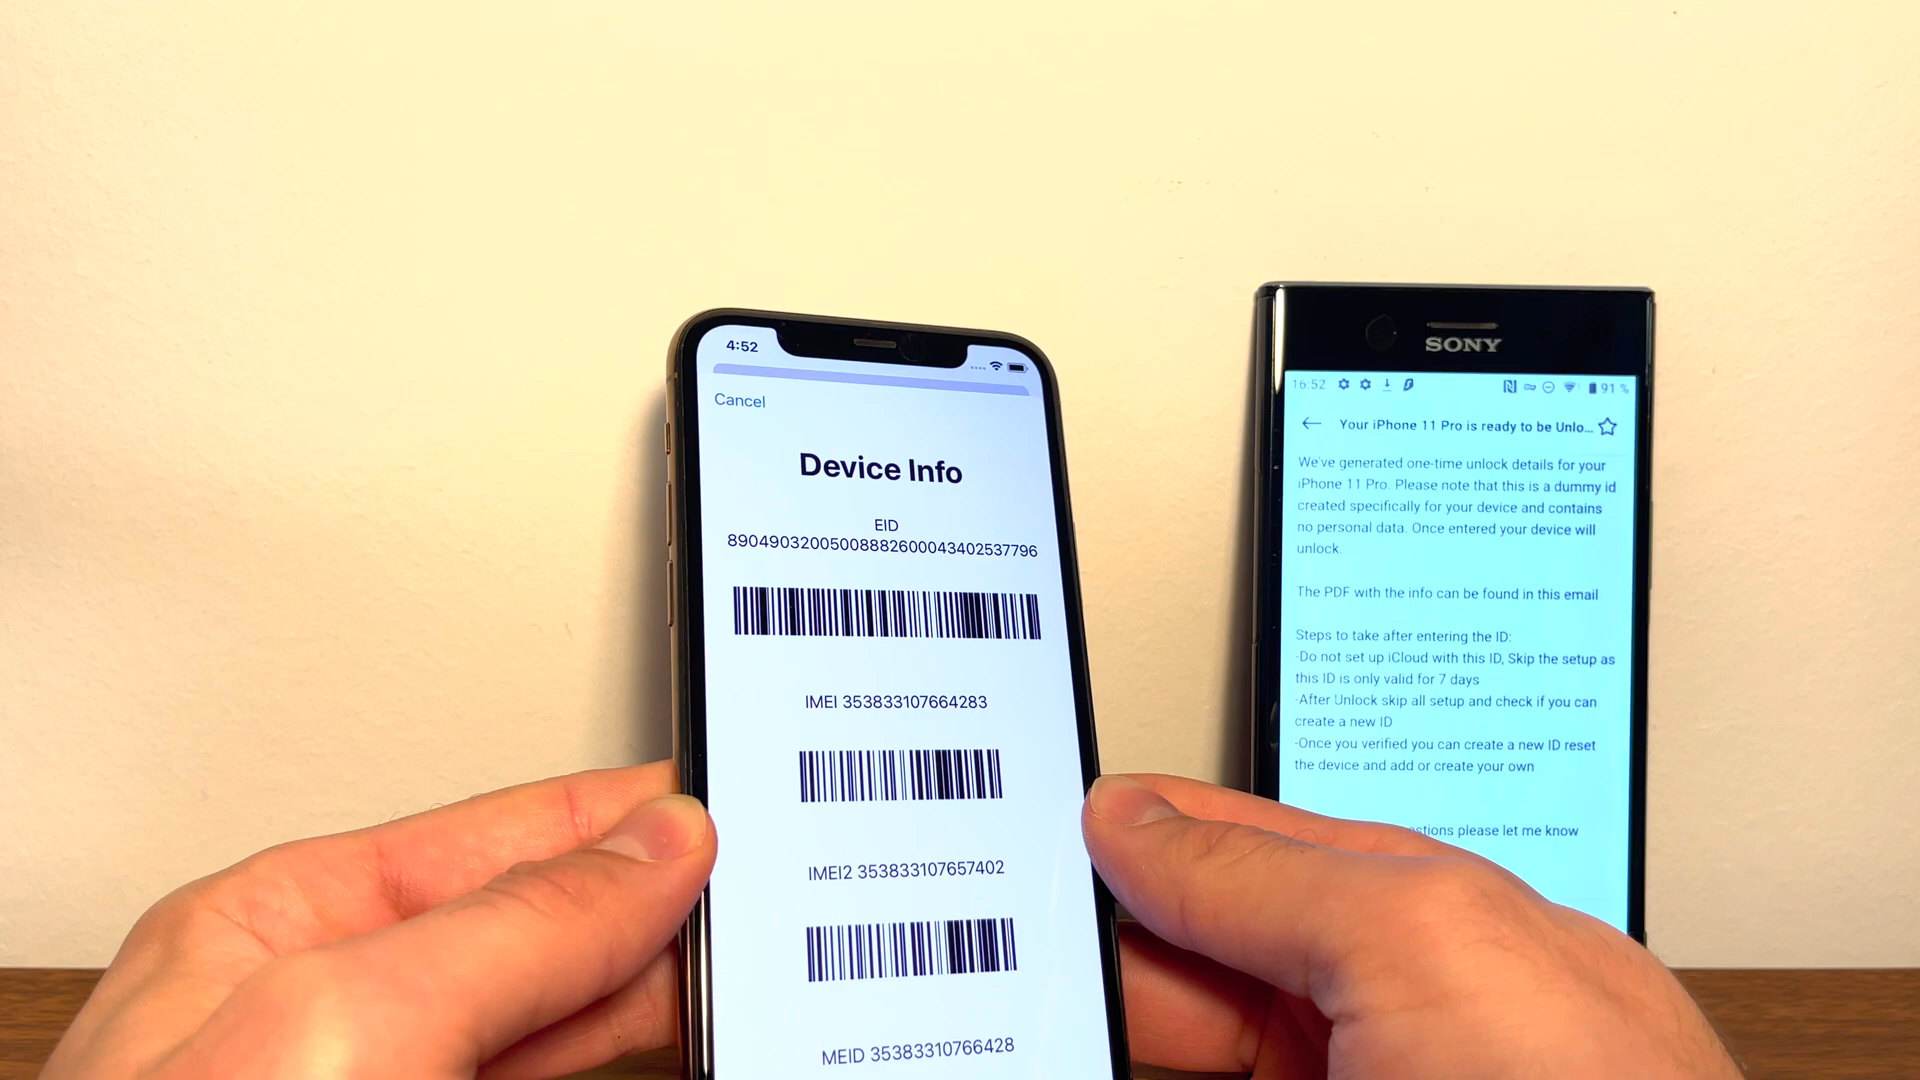 4:52
Cancel
Device Info
EID
89049032005008882600043402537796
IMEI 353833107664283
IMEI2 353833107657402
MEID 35383310766428
SONY
16:52
91 %
Your iPhone 11 Pro is ready to be Unlo...
We've generated one-time unlock details for your
iPhone 11 Pro. Please note that this is a dummy id
created specifically for your device and contains
no personal data. Once entered your device will
unlock.
The PDF with the info can be found in this email
Steps to take after entering the ID:
-Do not set up iCloud with this ID, Skip the setup as
this ID is only valid for 7 days
-After Unlock skip all setup and check if you can
create a new ID
-Once you verified you can create a new ID reset
the device and add or create your own
please let me know